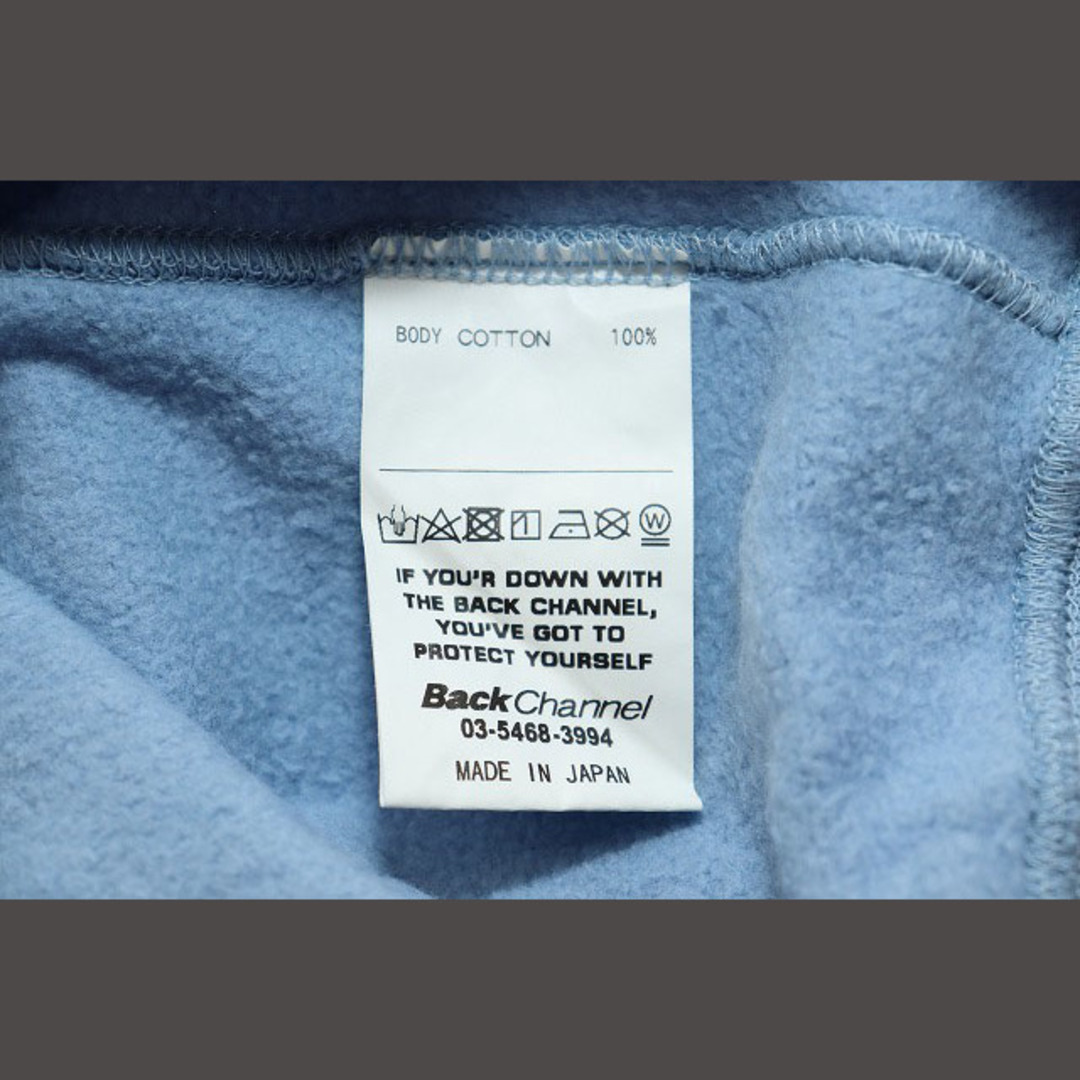 BODY COTTON 100%
W
IF YOU'R DOWN WITH
THE BACK CHANNEL,
YOU'VE GOT TO
PROTECT YOURSELF
BackChannel
03-5468-3994
MADE IN JAPAN